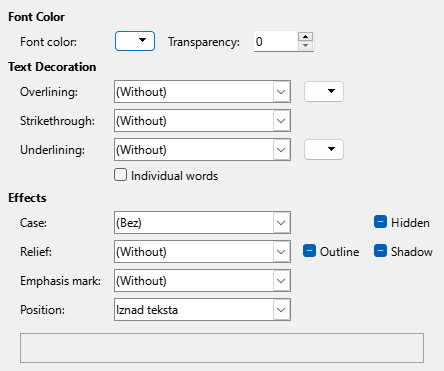 Font Color
Font color: Transparency: 0
Text Decoration
Overlining: (Without)
Strikethrough: (Without)
Underlining: (Without)
Individual words
Effects
Case: (Bez) Hidden
Relief: (Without) Outline Shadow
Emphasis mark: (Without)
Position: Iznad teksta